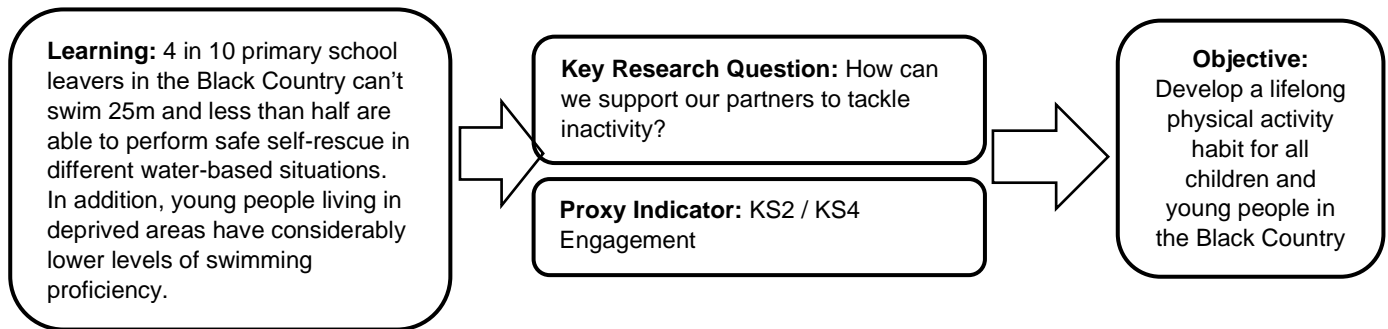 Learning: 4 in 10 primary school
leavers in the Black Country can’t
swim 25m and less than half are
able to perform safe self-rescue in
different water-based situations.
In addition, young people living in
deprived areas have considerably
lower levels of swimming
proficiency.
Key Research Question: How can
we support our partners to tackle
inactivity?
Proxy Indicator: KS2 / KS4
Engagement
Objective:
Develop a lifelong
physical activity
habit for all
children and
young people in
the Black Country